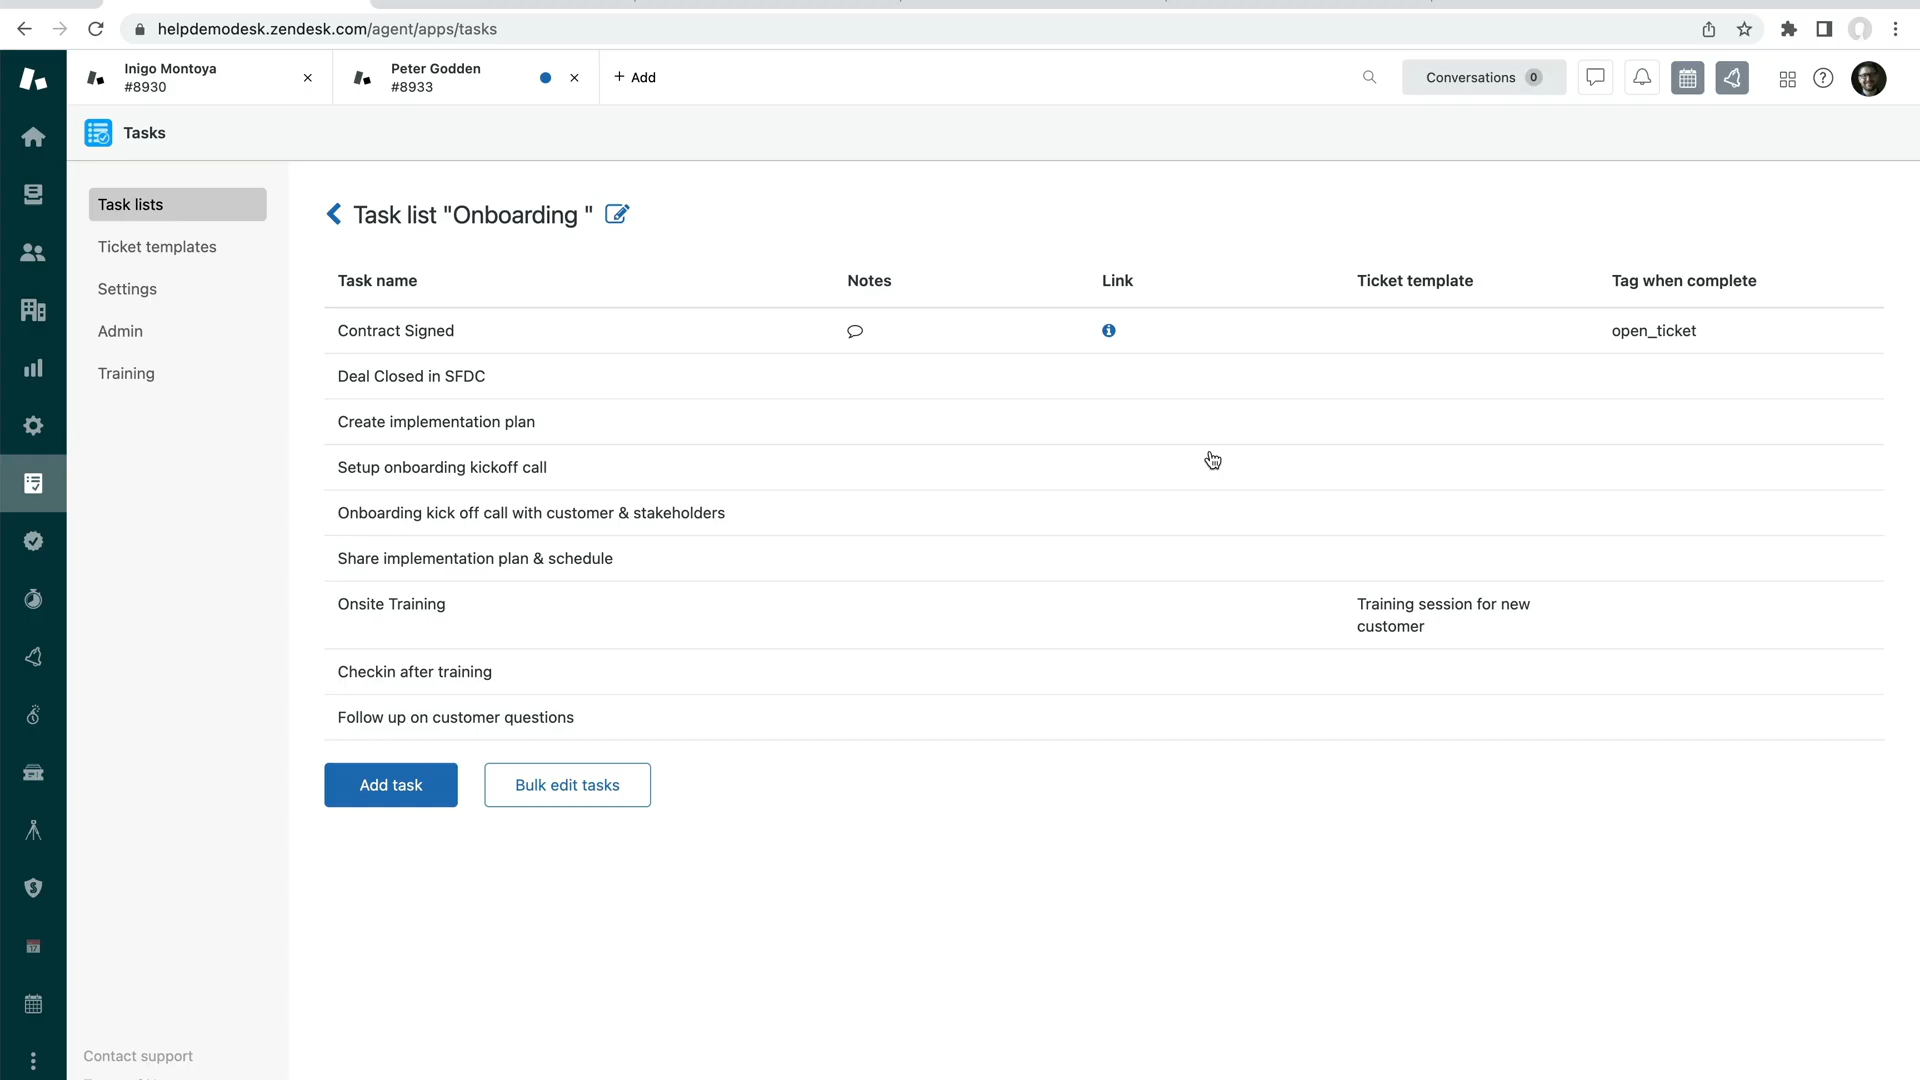 helpdemodesk.zendesk.com/agent/apps/tasks
Inigo Montoya
#8930
Peter Godden
#8933
+ Add
Conversations 0
Tasks
Task lists
Ticket templates
Settings
Admin
Training
Task list "Onboarding "
Task name Notes Link Ticket template Tag when complete
Contract Signed open_ticket
Deal Closed in SFDC
Create implementation plan
Setup onboarding kickoff call
Onboarding kick off call with customer & stakeholders
Share implementation plan & schedule
Onsite Training Training session for new
customer
Checkin after training
Follow up on customer questions
Add task
Bulk edit tasks
17
Contact support